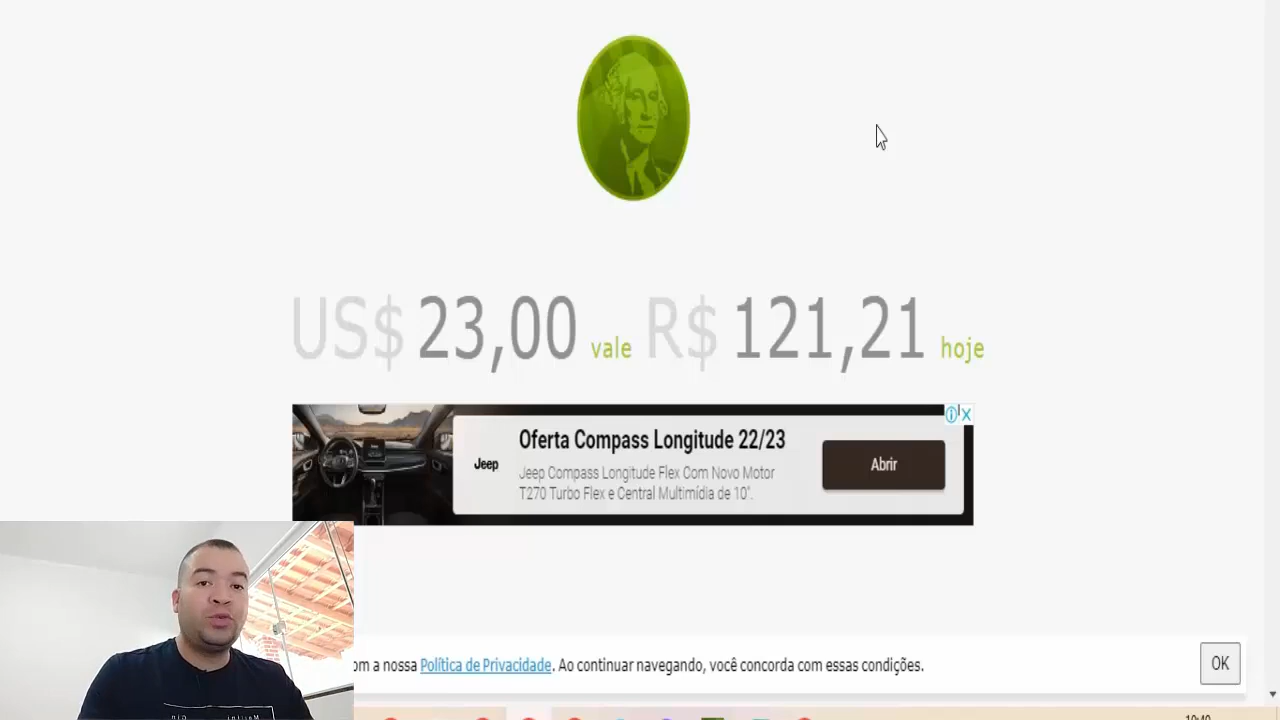 US$ 23,00 vale R$ 121,21 hoje
Oferta Compass Longitude 22/23
Jeep
Jeep Compass Longitude Flex Com Novo Motor
T270 Turbo Flex e Central Multimídia de 10".
Abrir
om a nossa Política de Privacidade. Ao continuar navegando, você concorda com essas condições.
OK